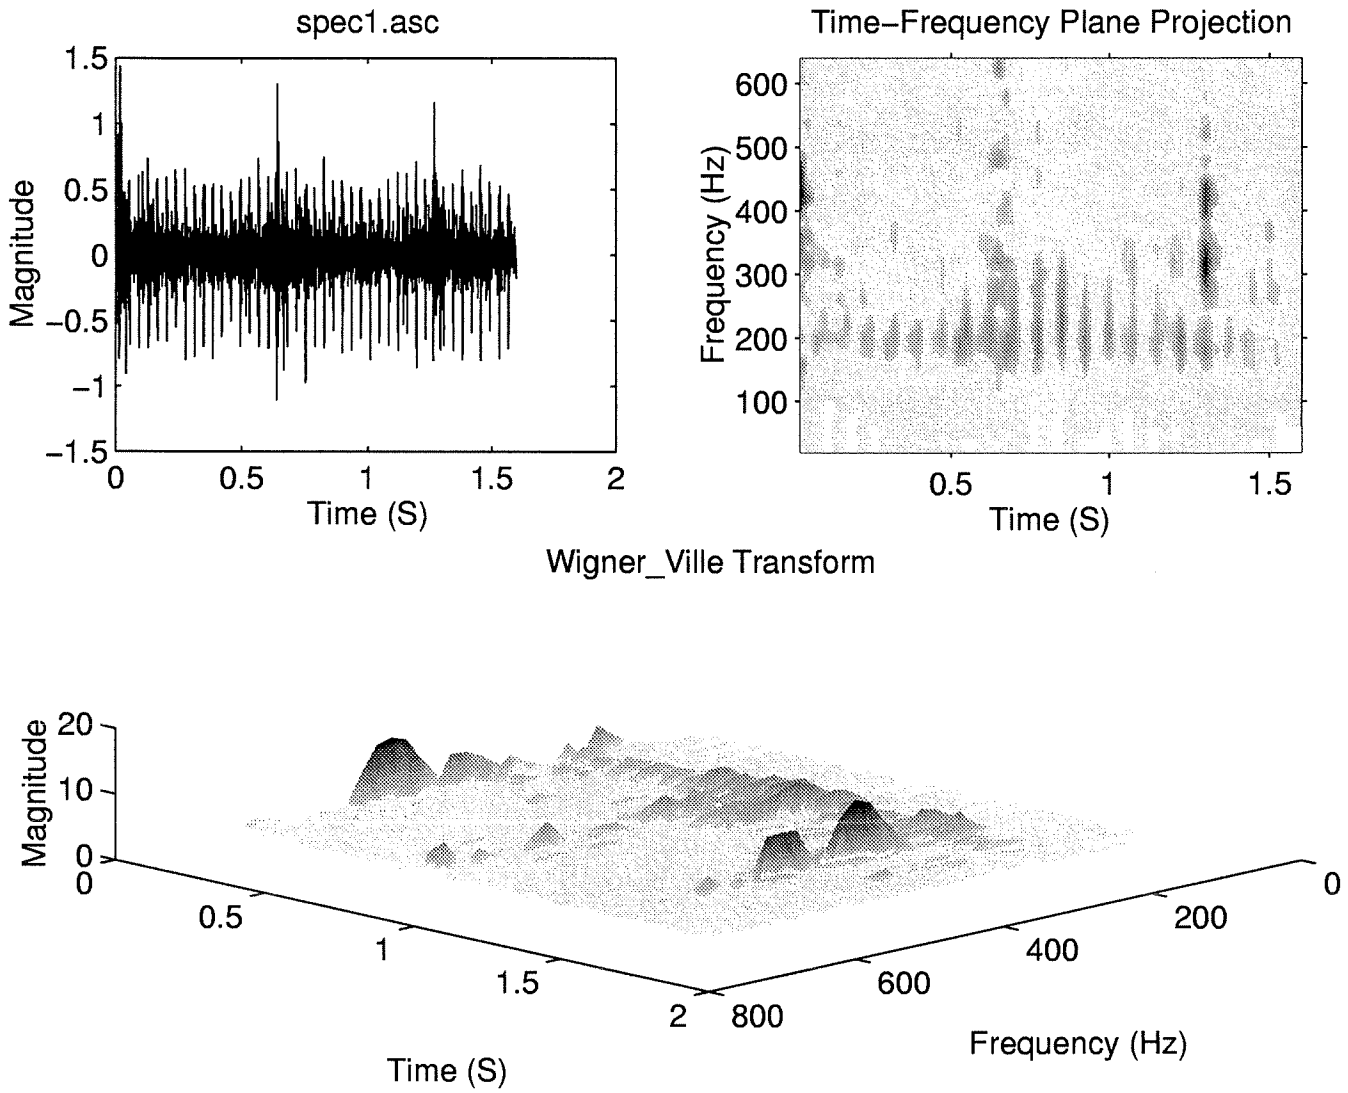 spec1.asc
1.5
1
0.5
0
−0.5
−1
−1.5
Magnitude
0 0.5 1 1.5 2
Time (S)
Time−Frequency Plane Projection
600
500
400
300
200
100
Frequency (Hz)
0.5 1 1.5
Time (S)
Wigner_Ville Transform
20
10
0
Magnitude
0
0.5
1
1.5
2
Time (S)
800
600
400
200
0
Frequency (Hz)